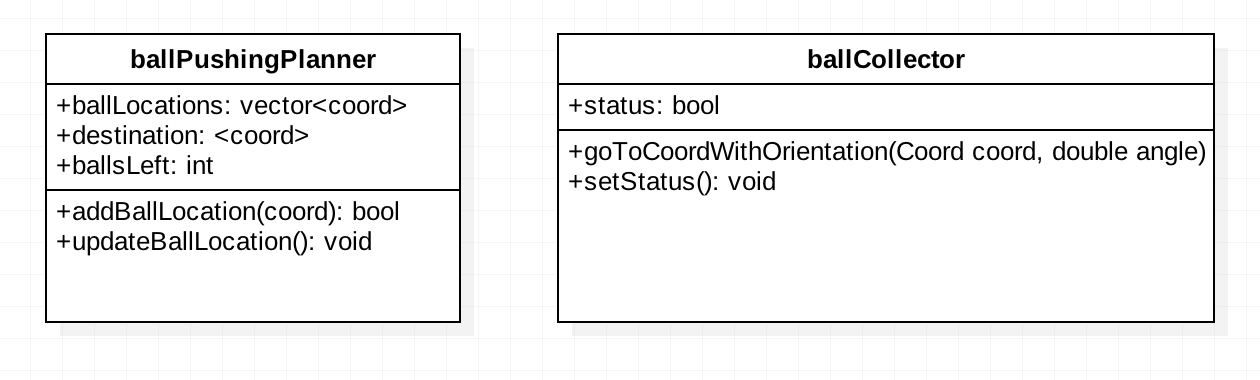 ballPushingPlanner
+ballLocations: vector<coord>
+destination: <coord>
+ballsLeft: int
+addBallLocation(coord): bool
+updateBallLocation(): void
ballCollector
+status: bool
+goToCoordWithOrientation(Coord coord, double angle)
+setStatus(): void